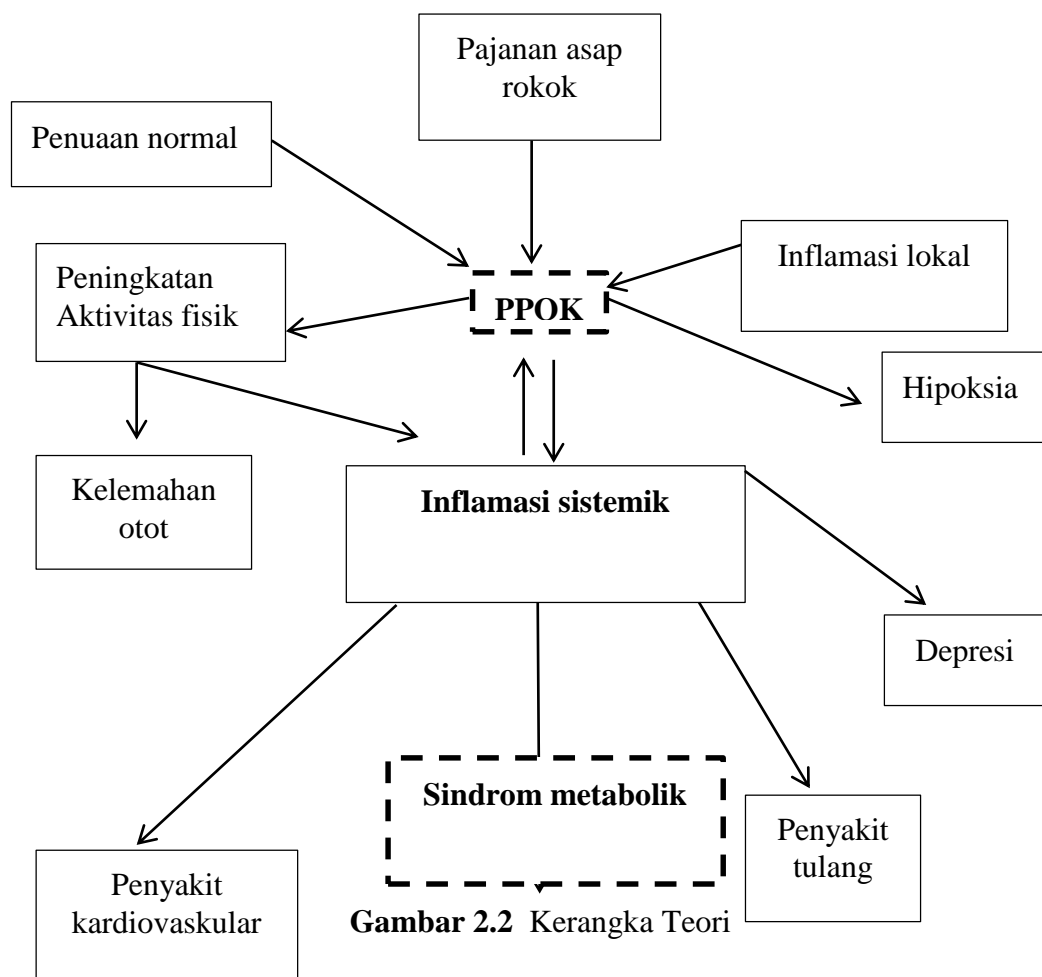 Pajanan asap
rokok
Penuaan normal
Inflamasi lokal
Peningkatan
Aktivitas fisik
PPOK
Hipoksia
Kelemahan
otot
Inflamasi sistemik
Depresi
Sindrom metabolik
Penyakit
tulang
Penyakit
kardiovaskular
Gambar 2.2 Kerangka Teori